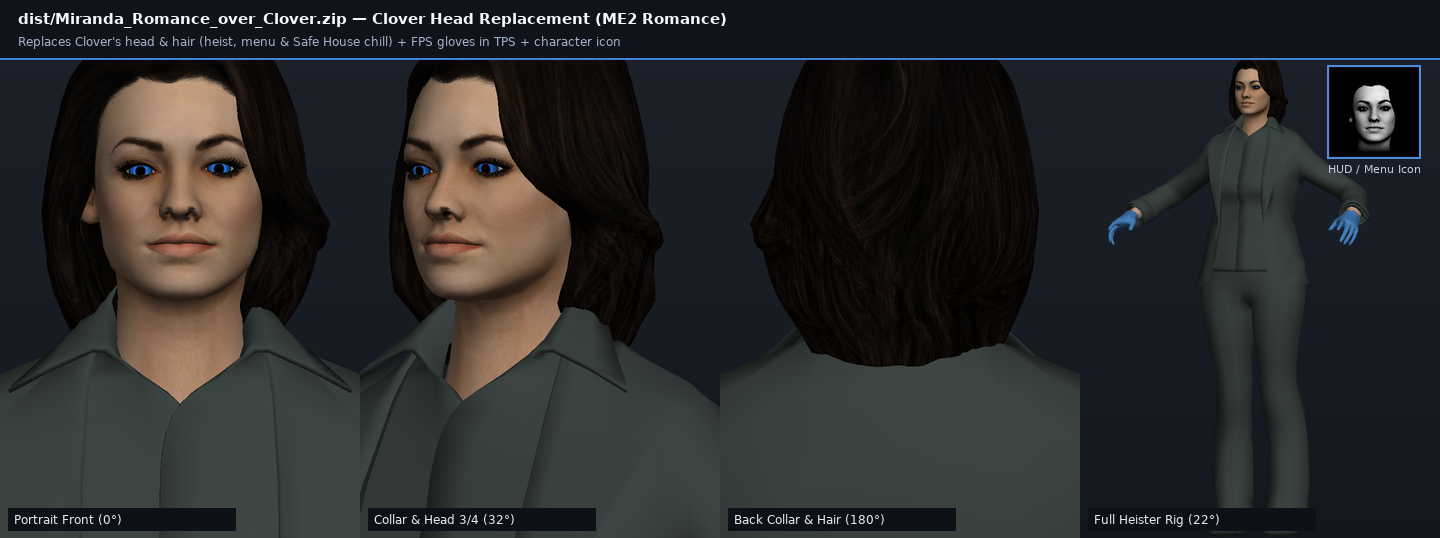 dist/Miranda_Romance_over_Clover.zip — Clover Head Replacement (ME2 Romance)
Replaces Clover's head & hair (heist, menu & Safe House chill) + FPS gloves in TPS + character icon
HUD / Menu Icon
Portrait Front (0°)
Collar & Head 3/4 (32°)
Back Collar & Hair (180°)
Full Heister Rig (22°)